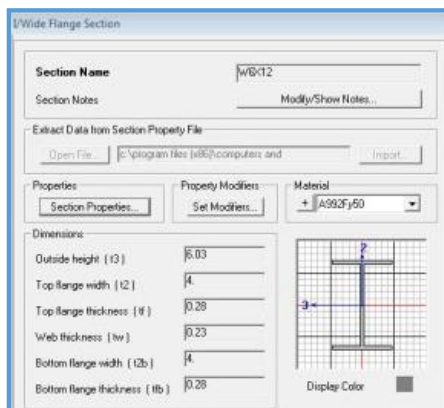 I/Wide Flange Section
Section Name W6X12
Section Notes Modify/Show Notes...
Extract Data from Section Property File
Open File... c:\program files (x86)\computers and Import...
Properties Property Modifiers Material
Section Properties... Set Modifiers... + A992Fy50
Dimensions
Outside height ( t3 ) 6.03
Top flange width ( t2 ) 4.
Top flange thickness ( tf ) 0.28
Web thickness ( tw ) 0.23
Bottom flange width ( t2b ) 4.
Bottom flange thickness ( tfb ) 0.28
2
3
Display Color